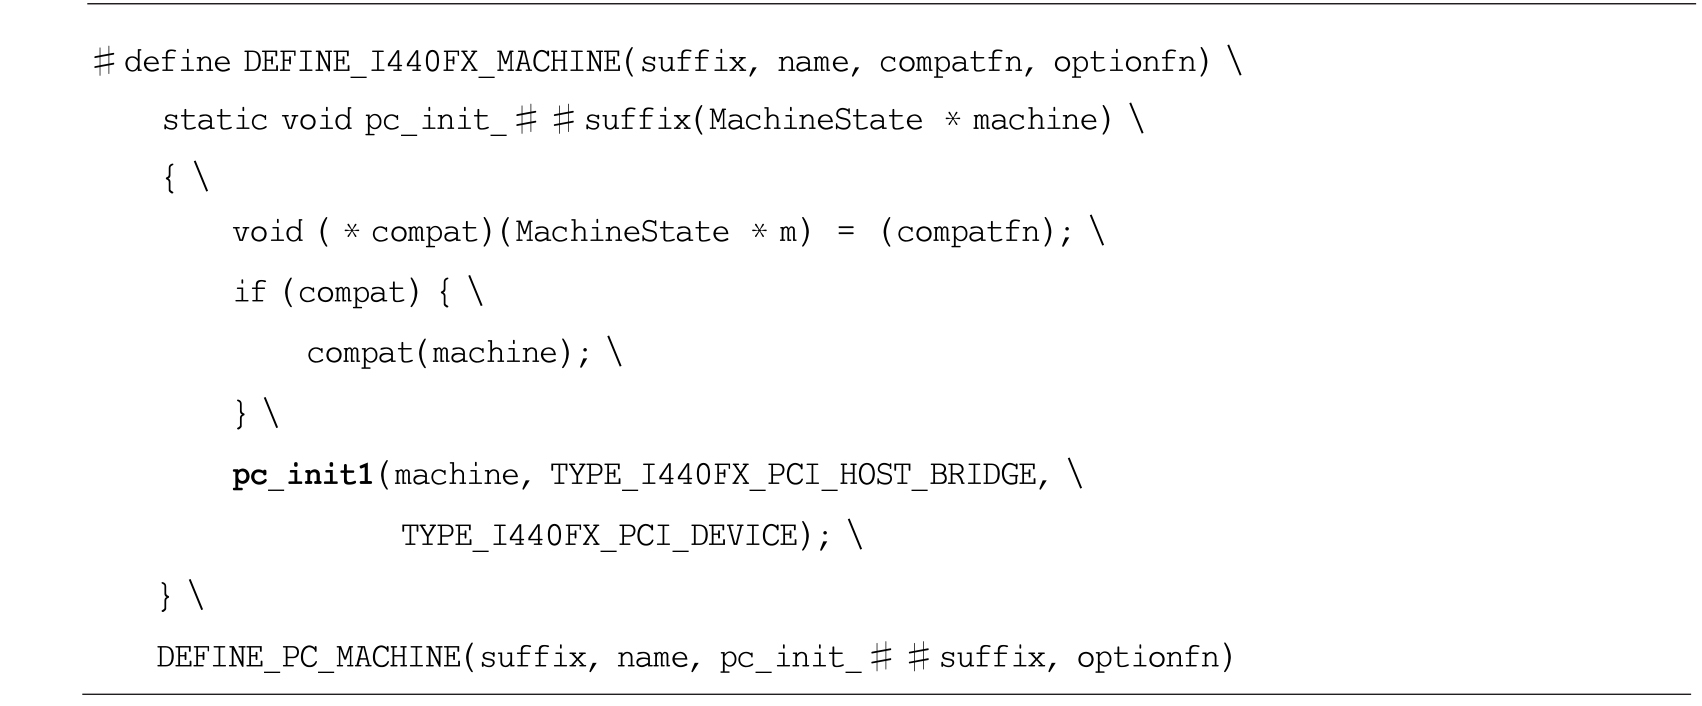 #define DEFINE_I440FX_MACHINE(suffix, name, compatfn, optionfn) \
static void pc_init_##suffix(MachineState *machine) \
{ \
void (*compat)(MachineState *m) = (compatfn); \
if (compat) { \
compat(machine); \
} \
pc_init1(machine, TYPE_I440FX_PCI_HOST_BRIDGE, \
TYPE_I440FX_PCI_DEVICE); \
} \
DEFINE_PC_MACHINE(suffix, name, pc_init_##suffix, optionfn)